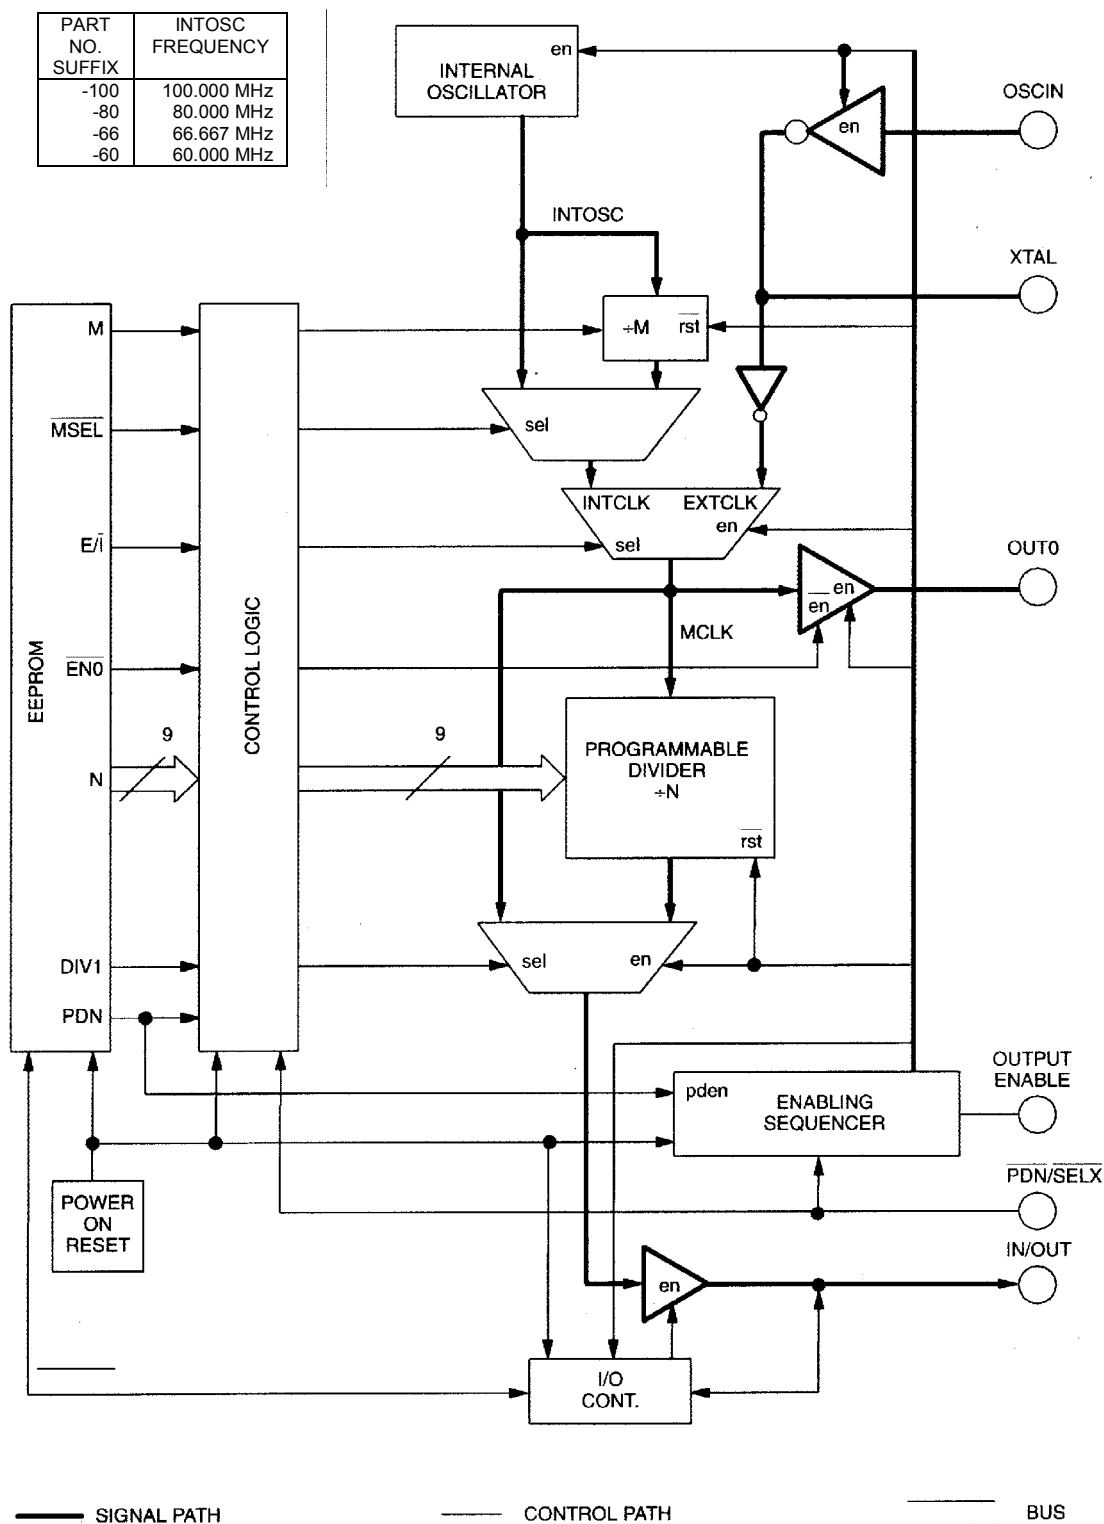 PART
NO.
SUFFIX
INTOSC
FREQUENCY
-100 100.000 MHz
-80 80.000 MHz
-66 66.667 MHz
-60 60.000 MHz
en
INTERNAL
OSCILLATOR
OSCIN
en
INTOSC
XTAL
M
÷M
rst
MSEL
sel
INTCLK EXTCLK
en
E/I
sel
OUT0
en
en
MCLK
EEPROM
CONTROL LOGIC
EN0
9
9
N
PROGRAMMABLE
DIVIDER
÷N
rst
DIV1
sel
en
PDN
OUTPUT
ENABLE
pden
ENABLING
SEQUENCER
PDN/SELX
POWER
ON
RESET
IN/OUT
en
I/O
CONT.
SIGNAL PATH
CONTROL PATH
BUS